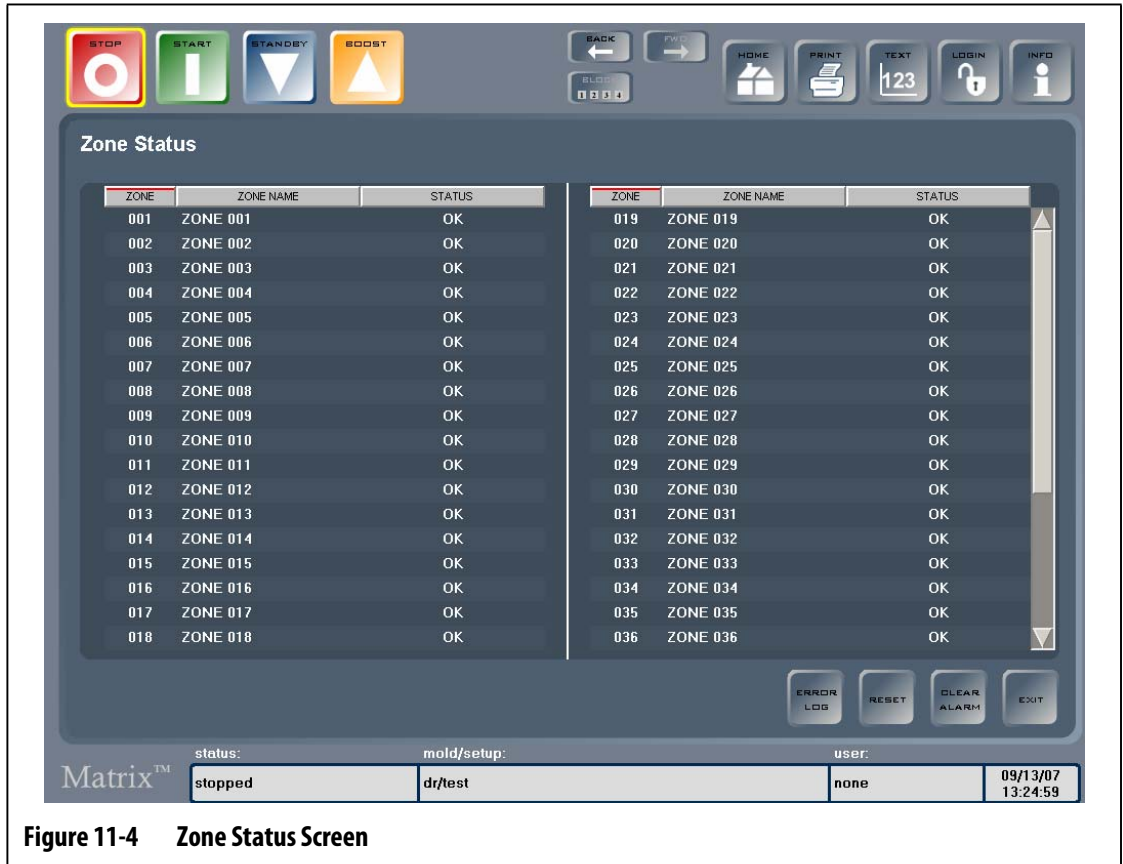 STOP START STANDBY BOOST BACK FWD HOME PRINT TEXT LOGIN INFO
123
BLOCK
1 2 3 4
Zone Status
ZONE ZONE NAME STATUS ZONE ZONE NAME STATUS
001 ZONE 001 OK 019 ZONE 019 OK
002 ZONE 002 OK 020 ZONE 020 OK
003 ZONE 003 OK 021 ZONE 021 OK
004 ZONE 004 OK 022 ZONE 022 OK
005 ZONE 005 OK 023 ZONE 023 OK
006 ZONE 006 OK 024 ZONE 024 OK
007 ZONE 007 OK 025 ZONE 025 OK
008 ZONE 008 OK 026 ZONE 026 OK
009 ZONE 009 OK 027 ZONE 027 OK
010 ZONE 010 OK 028 ZONE 028 OK
011 ZONE 011 OK 029 ZONE 029 OK
012 ZONE 012 OK 030 ZONE 030 OK
013 ZONE 013 OK 031 ZONE 031 OK
014 ZONE 014 OK 032 ZONE 032 OK
015 ZONE 015 OK 033 ZONE 033 OK
016 ZONE 016 OK 034 ZONE 034 OK
017 ZONE 017 OK 035 ZONE 035 OK
018 ZONE 018 OK 036 ZONE 036 OK
ERROR LOG RESET CLEAR ALARM EXIT
status: mold/setup: user:
Matrix™ stopped dr/test none 09/13/07
13:24:59
Figure 11-4 Zone Status Screen